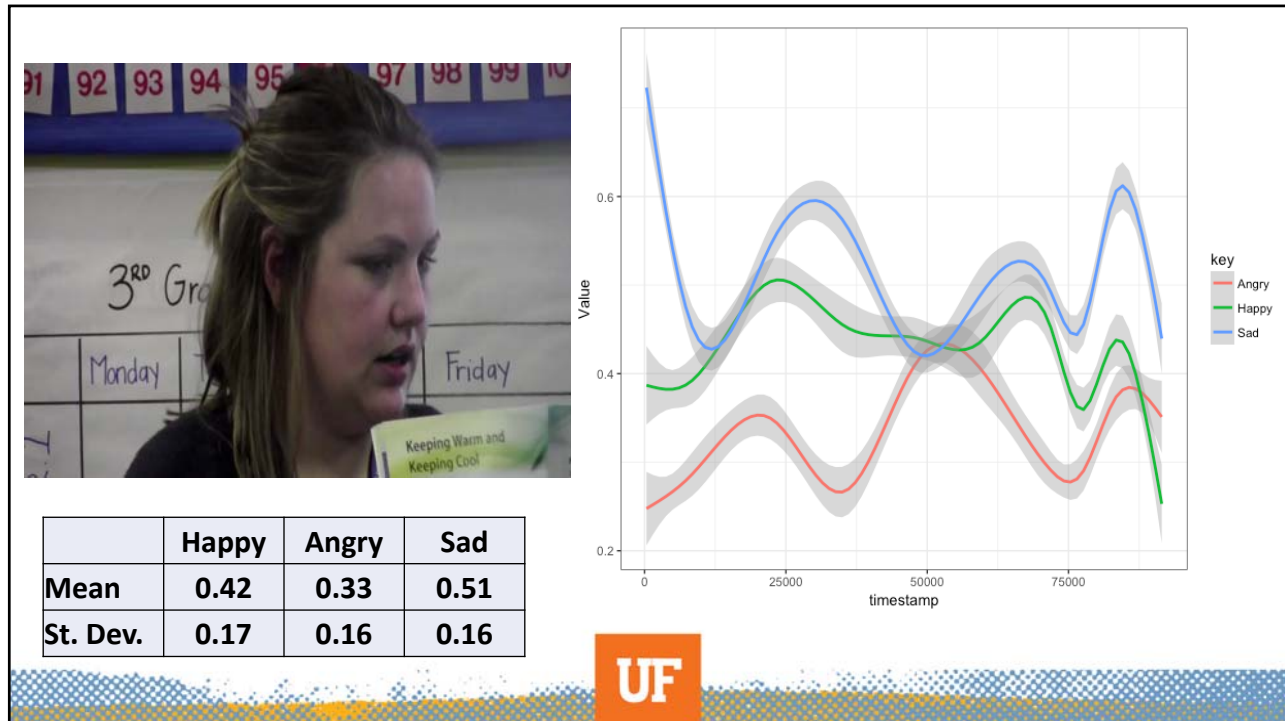 91 92 93 94 95 97 98 99
3RD
Monday
Friday
Keeping Warm and
Keeping Cool
Happy Angry Sad
Mean 0.42 0.33 0.51
St. Dev. 0.17 0.16 0.16
Value
0.6
0.4
0.2
0 25000 50000 75000
timestamp
key
Angry
Happy
Sad
UF